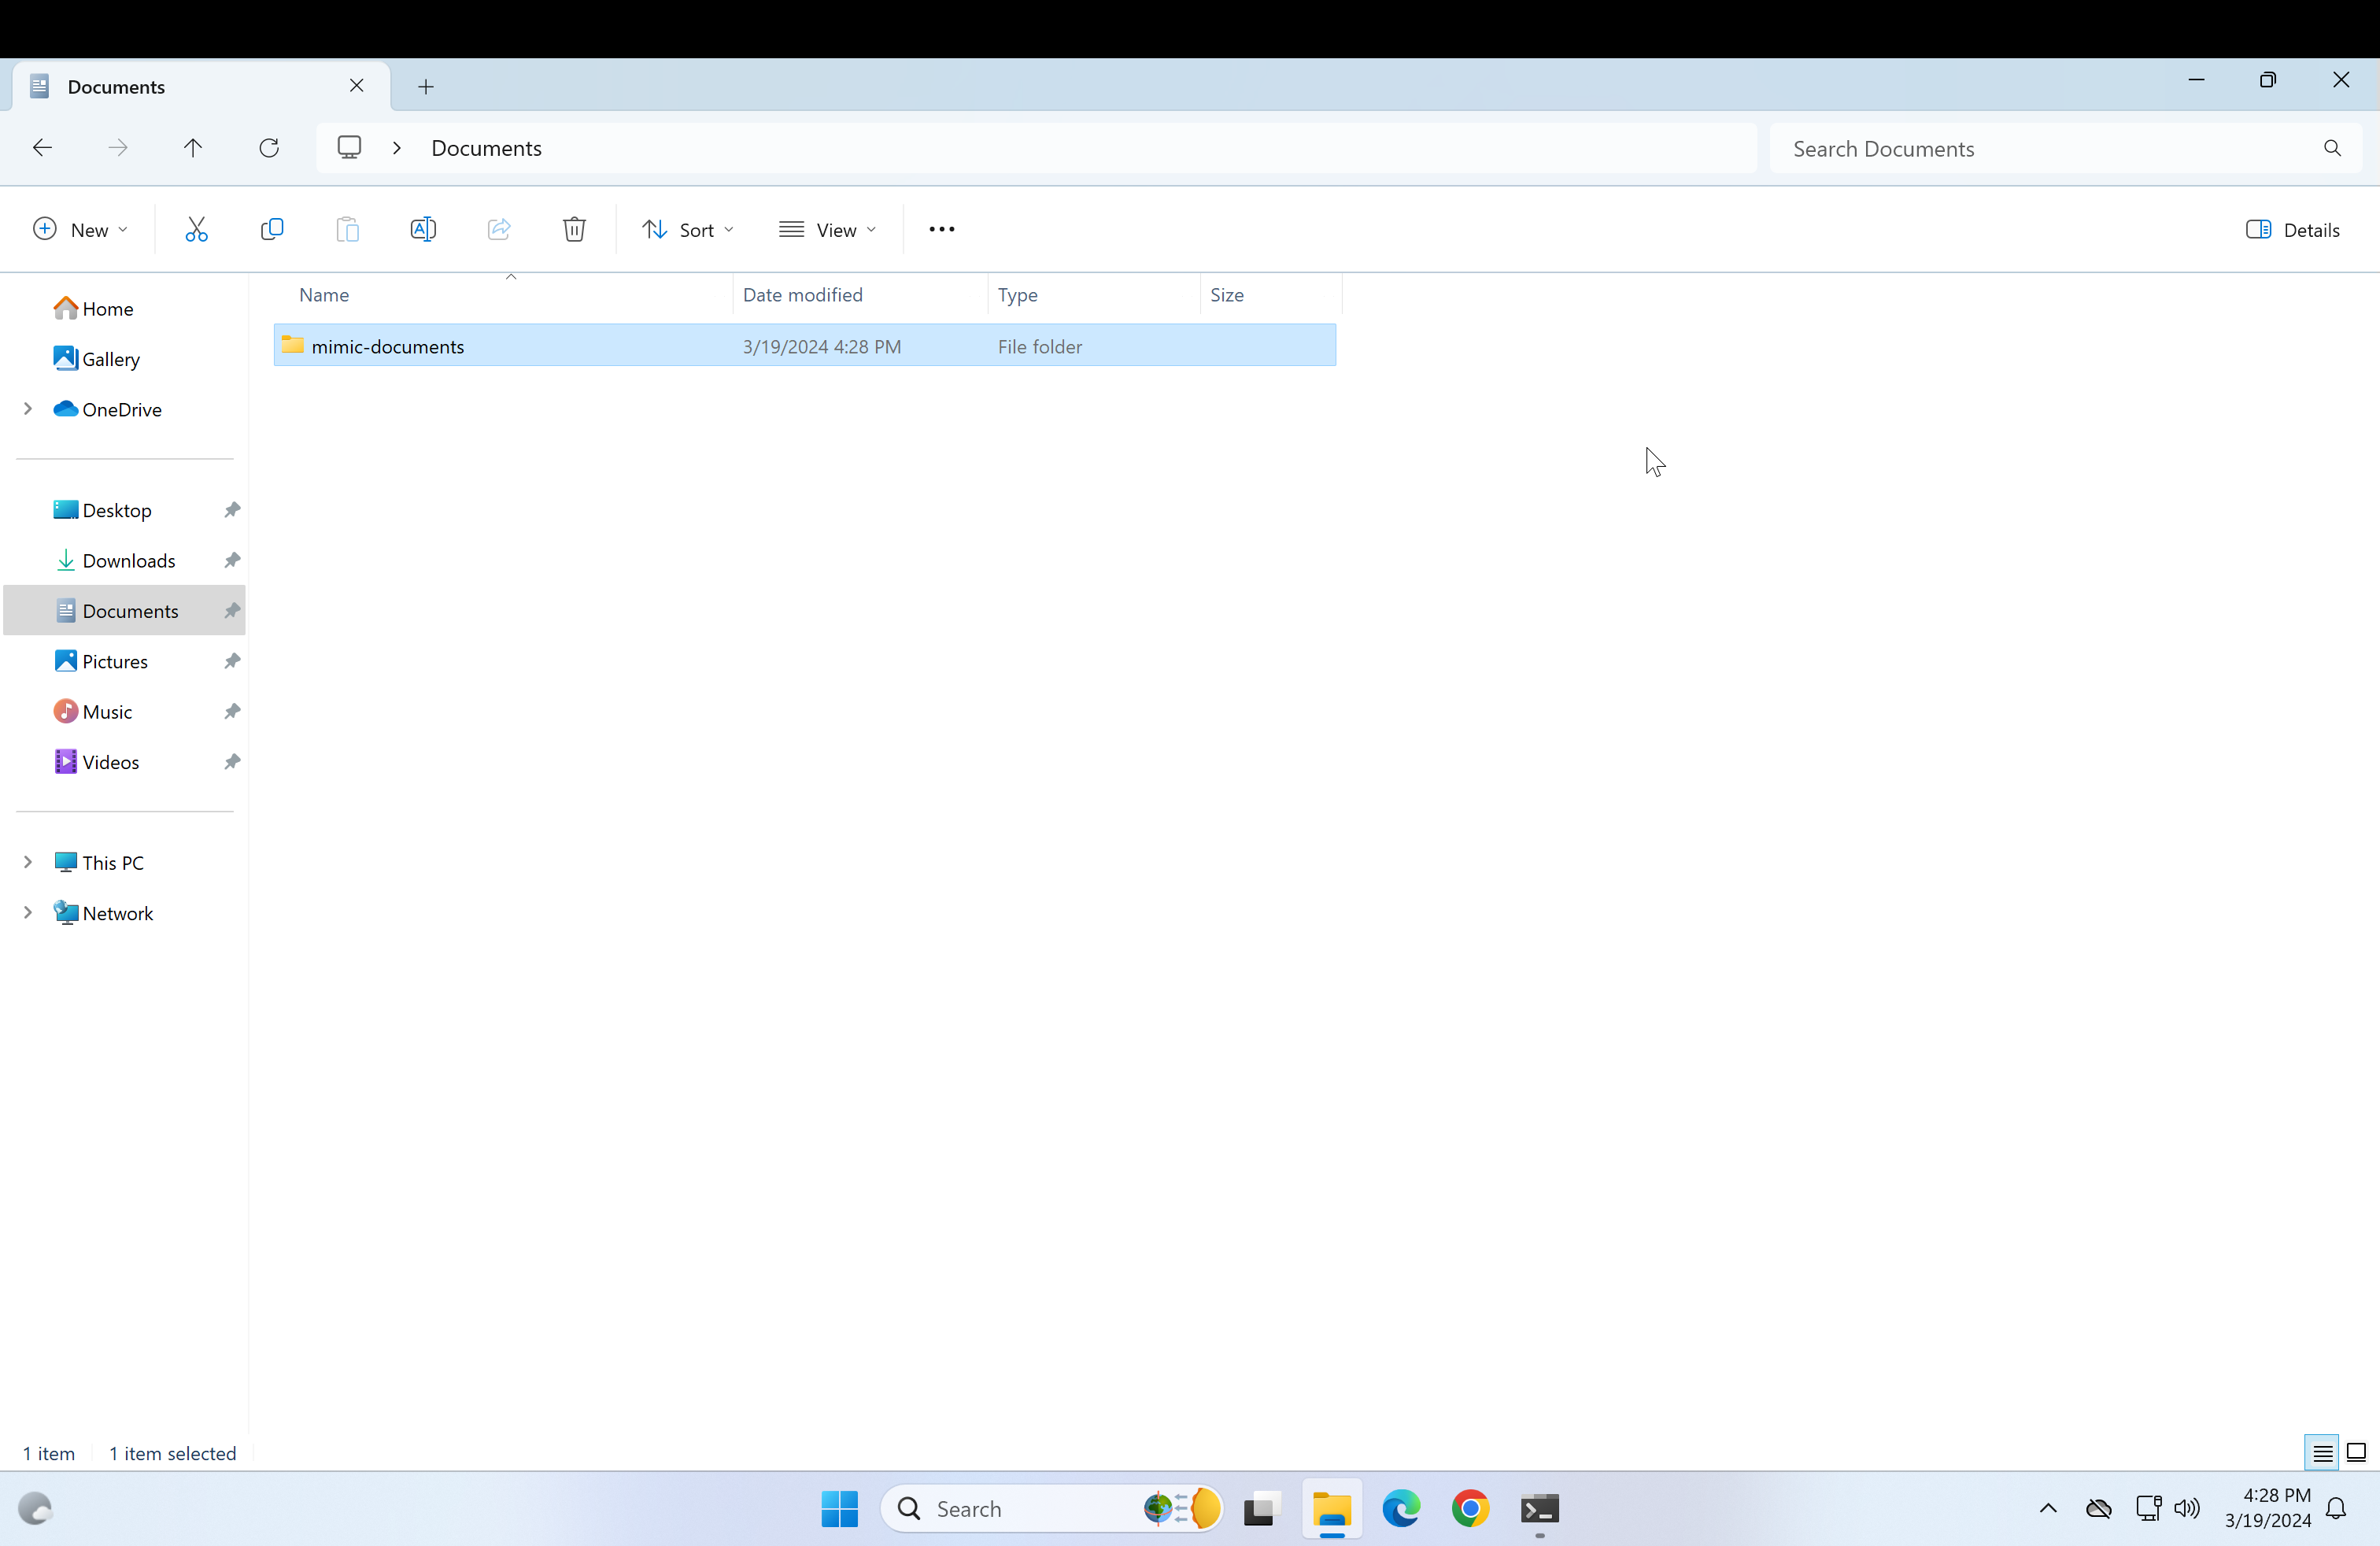 Documents
Documents
Search Documents
New
Sort
View
Details
Name Date modified Type Size
mimic-documents 3/19/2024 4:28 PM File folder
Home
Gallery
OneDrive
Desktop
Downloads
Documents
Pictures
Music
Videos
This PC
Network
1 item 1 item selected
Search
4:28 PM
3/19/2024